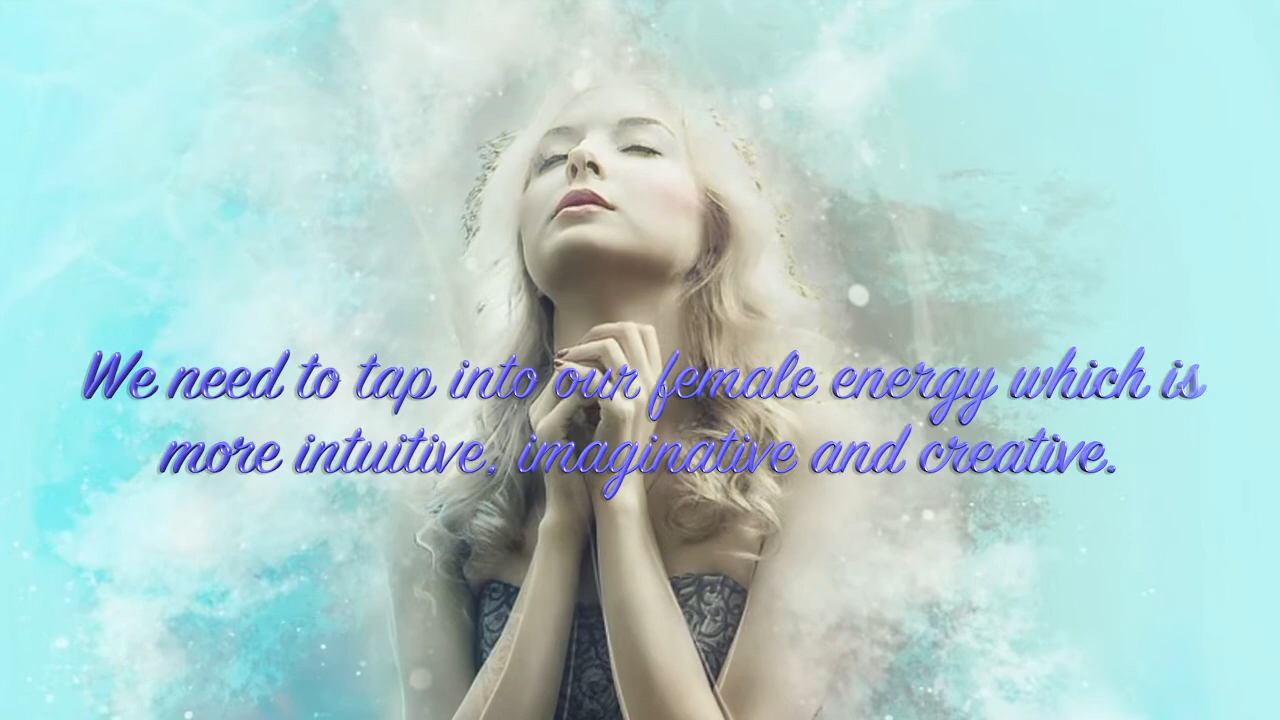 We need to tap into our female energy which is
more intuitive, imaginative and creative.